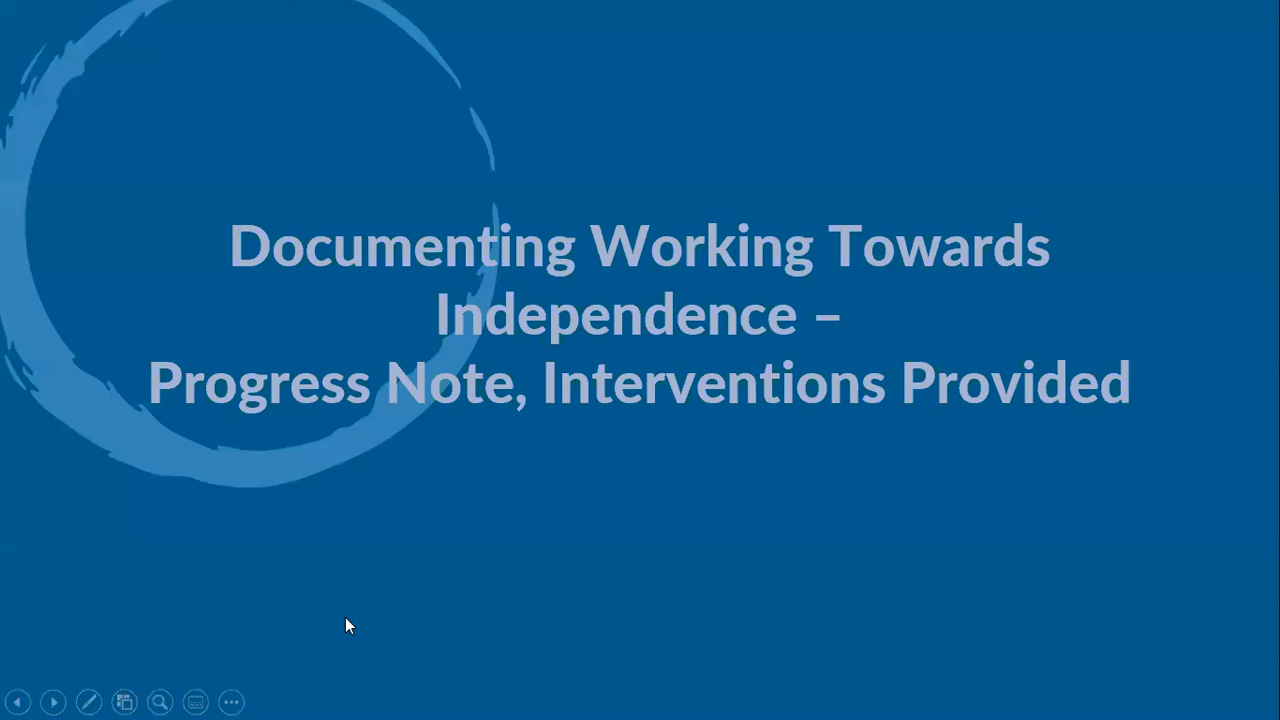 Documenting Working Towards
Independence –
Progress Note, Interventions Provided